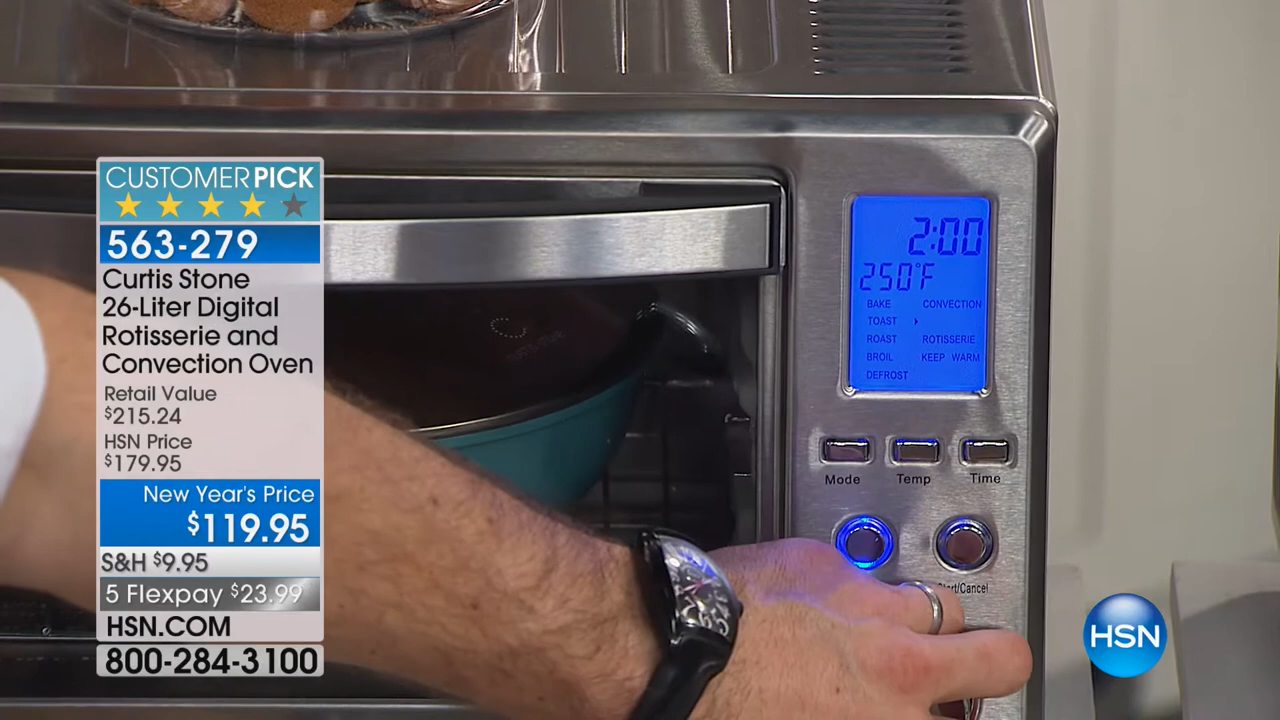 CUSTOMER PICK
563-279
Curtis Stone
26-Liter Digital
Rotisserie and
Convection Oven
Retail Value
$215.24
HSN Price
$179.95
New Year's Price
$119.95
S&H $9.95
5 Flexpay $23.99
HSN.COM
800-284-3100
2:00
250°F
BAKE CONVECTION
TOAST
ROAST ROTISSERIE
BROIL KEEP WARM
DEFROST
Mode Temp Time
/Cancel
HSN